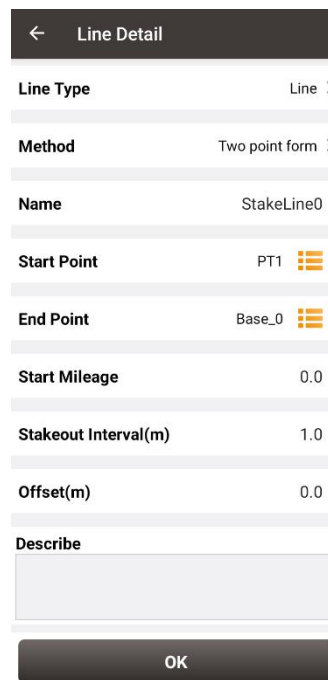 Line Detail
Line Type Line
Method Two point form
Name StakeLine0
Start Point PT1
End Point Base_0
Start Mileage 0.0
Stakeout Interval(m) 1.0
Offset(m) 0.0
Describe
OK